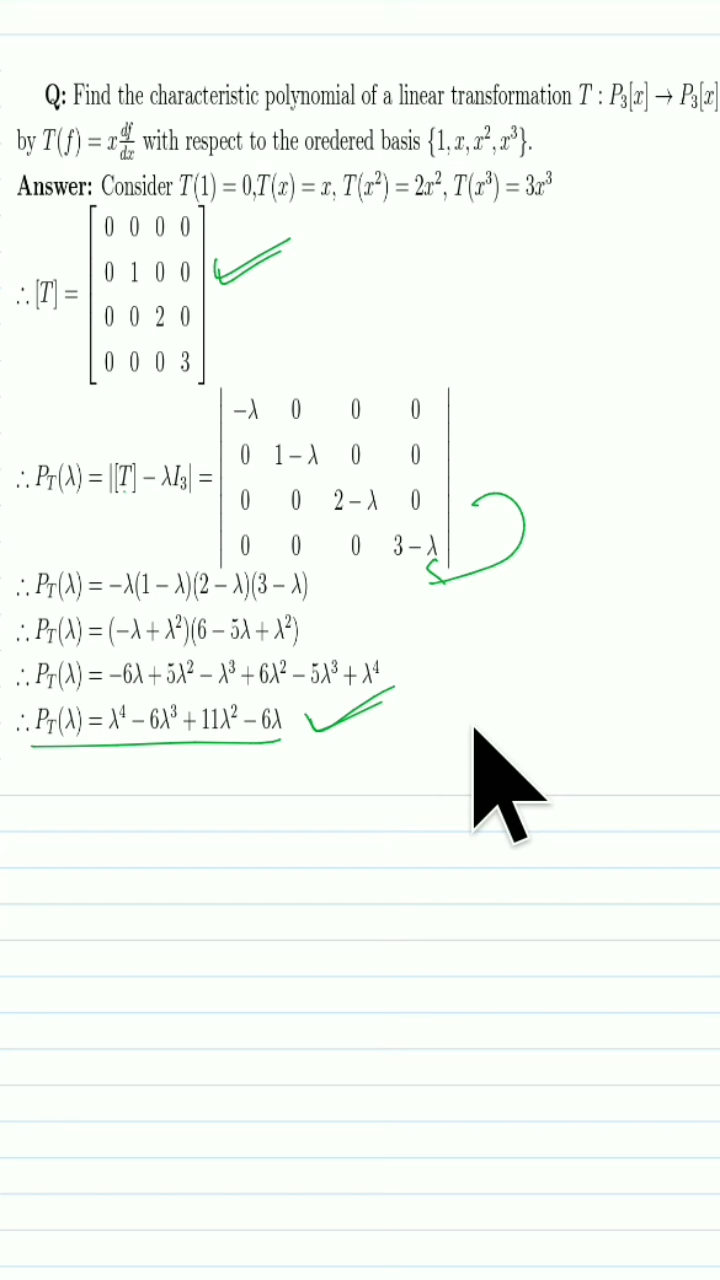 Q: Find the characteristic polynomial of a linear transformation T : P₃[x] → P₃[x]
by T(f) = x df/dx with respect to the oredered basis {1, x, x², x³}.
Answer: Consider T(1) = 0,T(x) = x, T(x²) = 2x², T(x³) = 3x³
∴ [T] =
0 0 0 0
0 1 0 0
0 0 2 0
0 0 0 3
∴ P_T(λ) = |[T] − λI₃| =
−λ 0 0 0
0 1 − λ 0 0
0 0 2 − λ 0
0 0 0 3 − λ
∴ P_T(λ) = −λ(1 − λ)(2 − λ)(3 − λ)
∴ P_T(λ) = (−λ + λ²)(6 − 5λ + λ²)
∴ P_T(λ) = −6λ + 5λ² − λ³ + 6λ² − 5λ³ + λ⁴
∴ P_T(λ) = λ⁴ − 6λ³ + 11λ² − 6λ